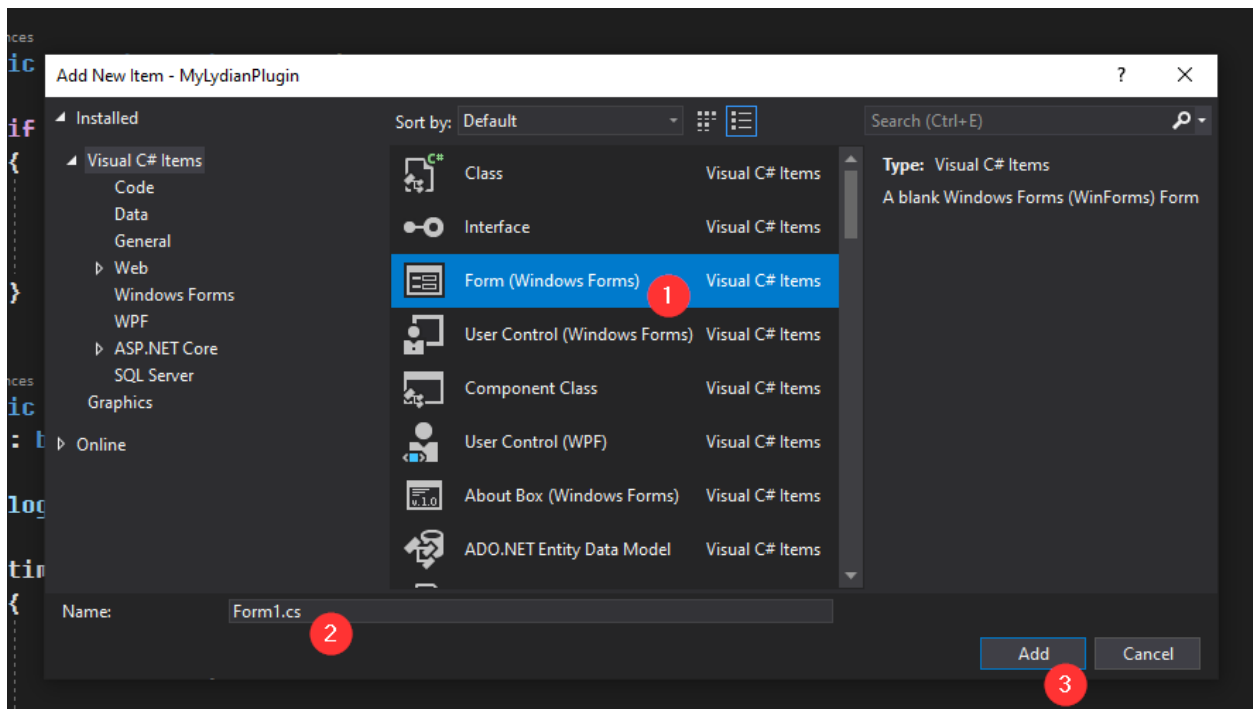 nces
ic
Add New Item - MyLydianPlugin
?
if
Installed
Sort by: Default
Search (Ctrl+E)
{
Visual C# Items
Code
Data
General
Web
Windows Forms
WPF
ASP.NET Core
SQL Server
Graphics
Online
C#
Class Visual C# Items
Interface Visual C# Items
Form (Windows Forms) Visual C# Items
1
User Control (Windows Forms) Visual C# Items
Component Class Visual C# Items
User Control (WPF) Visual C# Items
v.1.0
About Box (Windows Forms) Visual C# Items
ADO.NET Entity Data Model Visual C# Items
Type: Visual C# Items
A blank Windows Forms (WinForms) Form
}
nces
ic
: b
log
tim
{
Name: Form1.cs
2
Add Cancel
3